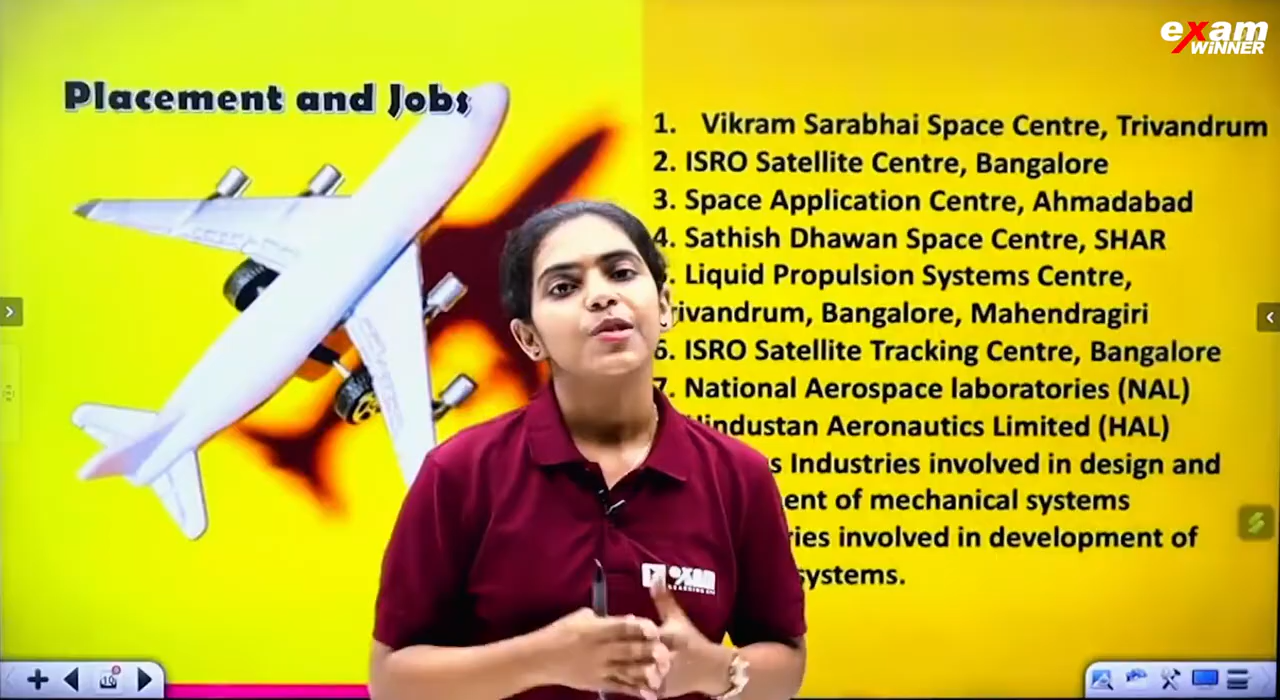 exam
WiNNER
Placement and Jobs
1. Vikram Sarabhai Space Centre, Trivandrum
2. ISRO Satellite Centre, Bangalore
3. Space Application Centre, Ahmadabad
4. Sathish Dhawan Space Centre, SHAR
Liquid Propulsion Systems Centre,
rivandrum, Bangalore, Mahendragiri
6. ISRO Satellite Tracking Centre, Bangalore
7. National Aerospace laboratories (NAL)
Hindustan Aeronautics Limited (HAL)
s Industries involved in design and
ent of mechanical systems
ries involved in development of
systems.
exam
LEARNING APP
10